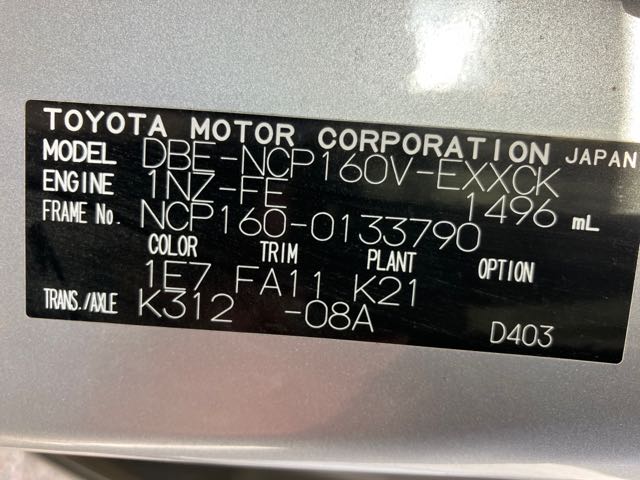 TOYOTA MOTOR CORPORATION JAPAN
MODEL DBE-NCP160V-EXXCK
ENGINE 1NZ-FE 1496 mL
FRAME No. NCP160-0133790
COLOR TRIM PLANT OPTION
1E7 FA11 K21
TRANS./AXLE K312 -08A
D403